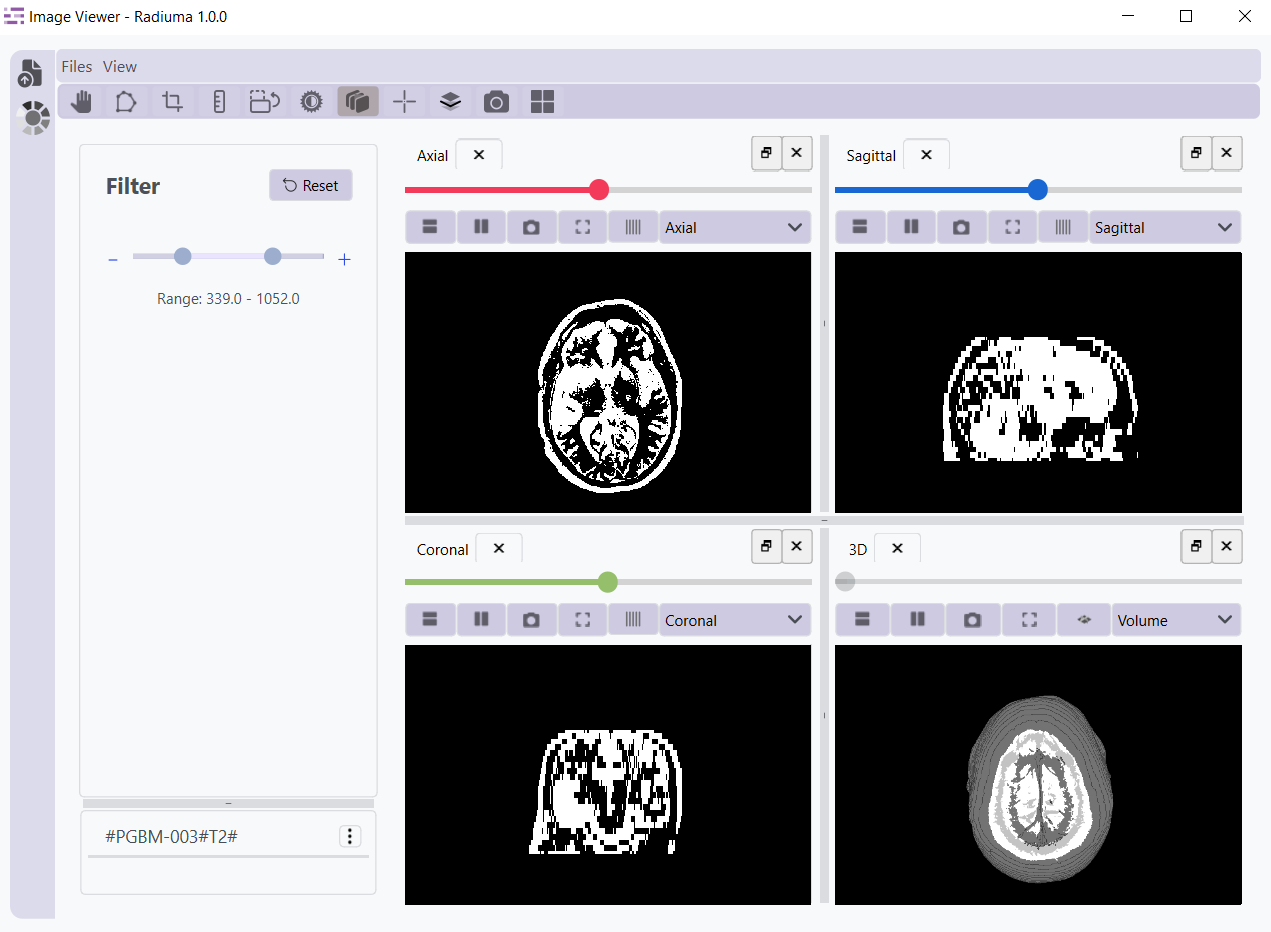 Image Viewer - Radiuma 1.0.0
Files View
Filter
Reset
Range: 339.0 - 1052.0
#PGBM-003#T2#
Axial
Axial
Sagittal
Sagittal
Coronal
Coronal
3D
Volume